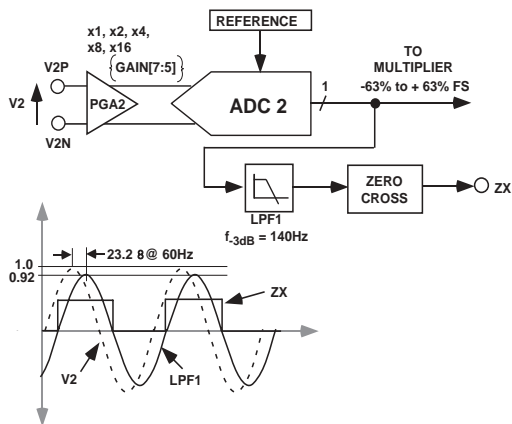 REFERENCE
x1, x2, x4,
x8, x16
{GAIN[7:5]}
TO
MULTIPLIER
-63% to + 63% FS
V2P
V2
PGA2
ADC 2
1
V2N
LPF1
f-3dB = 140Hz
ZERO
CROSS
ZX
23.2 8@ 60Hz
1.0
0.92
ZX
V2
LPF1